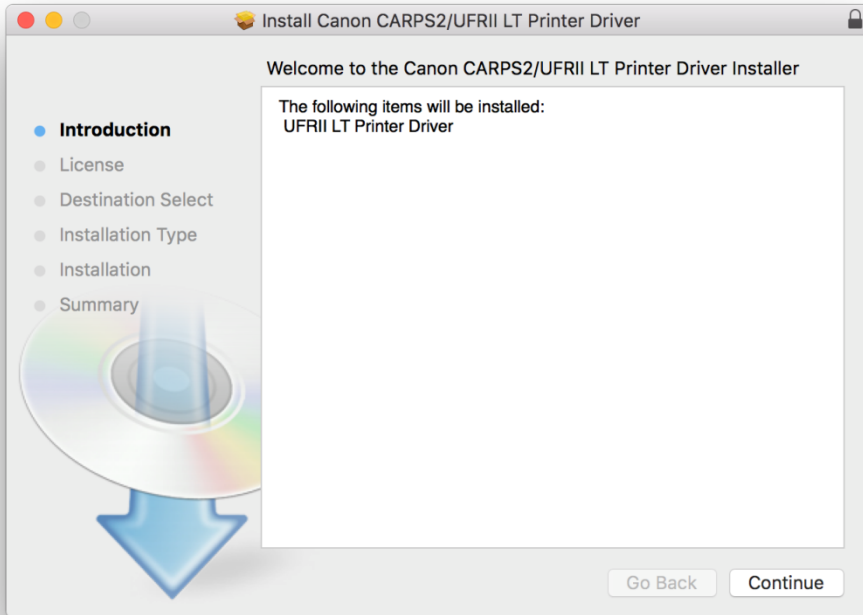 Install Canon CARPS2/UFRII LT Printer Driver
Welcome to the Canon CARPS2/UFRII LT Printer Driver Installer
Introduction
License
Destination Select
Installation Type
Installation
Summary
The following items will be installed:
UFRII LT Printer Driver
Go Back
Continue